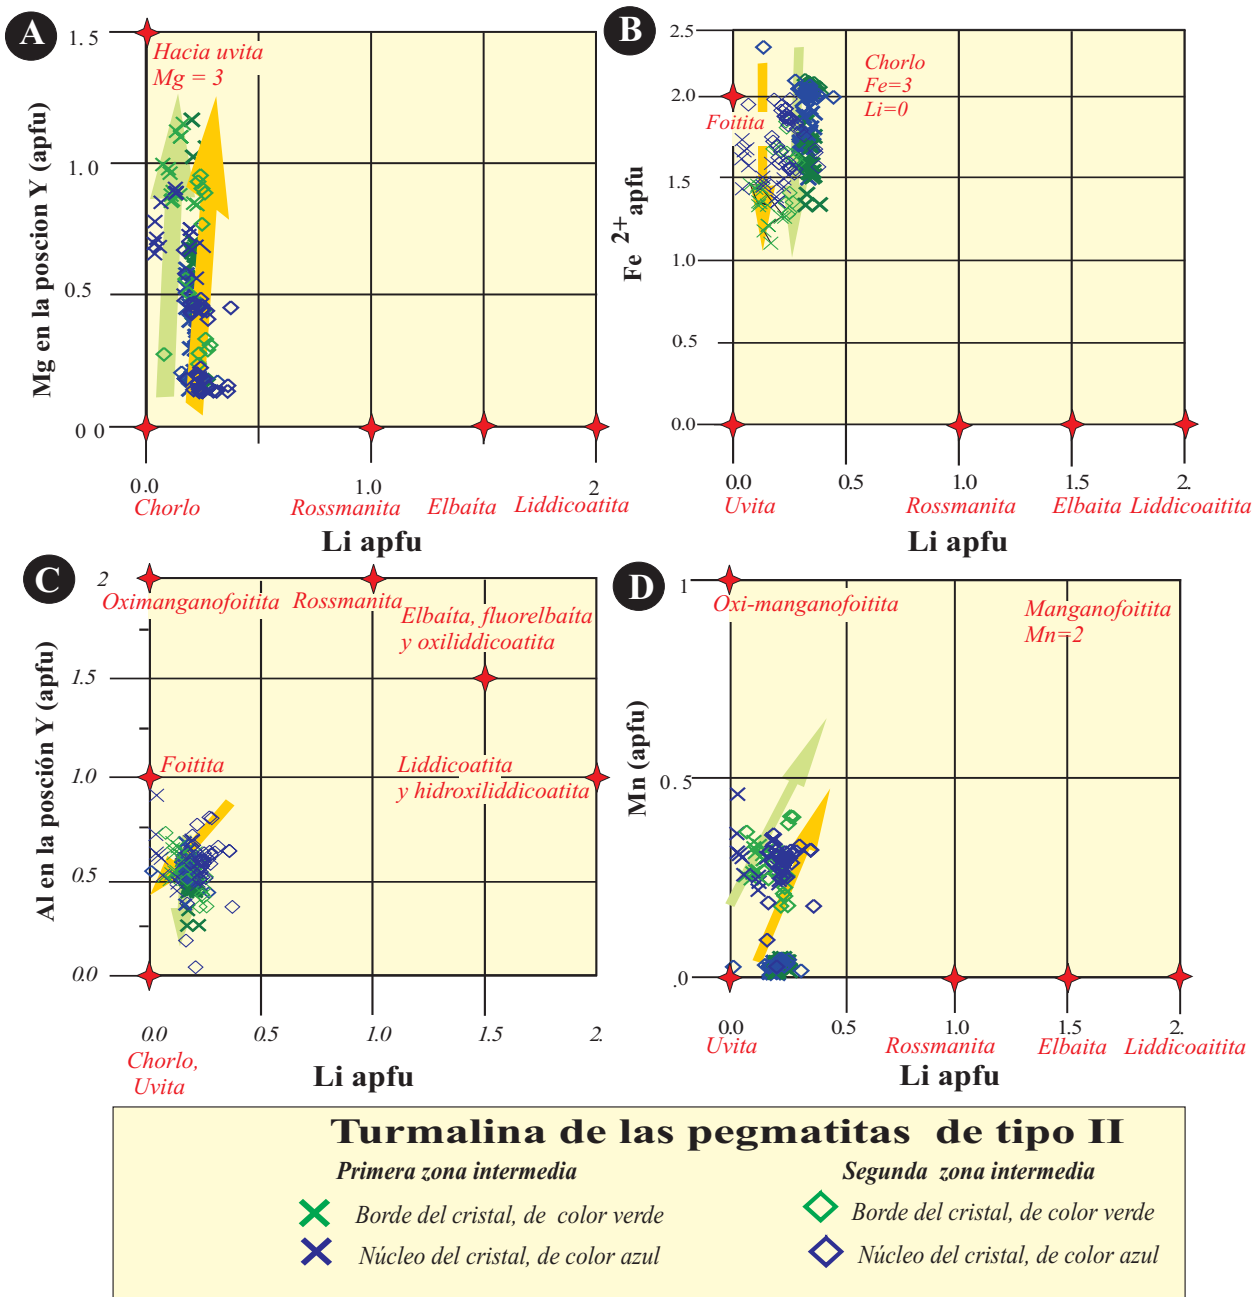 A
Mg en la poscion Y (apfu)
1.5
1.0
0.5
0 0
Hacia uvita
Mg = 3
0.0
1.0
2.
Chorlo
Rossmanita
Elbaíta
Liddicoatita
Li apfu
B
Fe 2+ apfu
2.5
2.0
1.5
1.0
0.5
0.0
Foitita
Chorlo
Fe=3
Li=0
0.0
0.5
1.0
1.5
2.
Uvita
Rossmanita
Elbaita
Liddicoaitita
Li apfu
C
Al en la posción Y (apfu)
2
1.5
1.0
0.5
0.0
Oximanganofoitita
Rossmanita
Elbaíta, fluorelbaíta
y oxiliddicoatita
Foitita
Liddicoatita
y hidroxiliddicoatita
0.0
0.5
1.0
1.5
2.
Chorlo,
Uvita
Li apfu
D
Mn (apfu)
1
0.5
.0
Oxi-manganofoitita
Manganofoitita
Mn=2
0.0
0.5
1.0
1.5
2.
Uvita
Rossmanita
Elbaita
Liddicoaitita
Li apfu
Turmalina de las pegmatitas de tipo II
Primera zona intermedia
Segunda zona intermedia
Borde del cristal, de color verde
Borde del cristal, de color verde
Núcleo del cristal, de color azul
Núcleo del cristal, de color azul